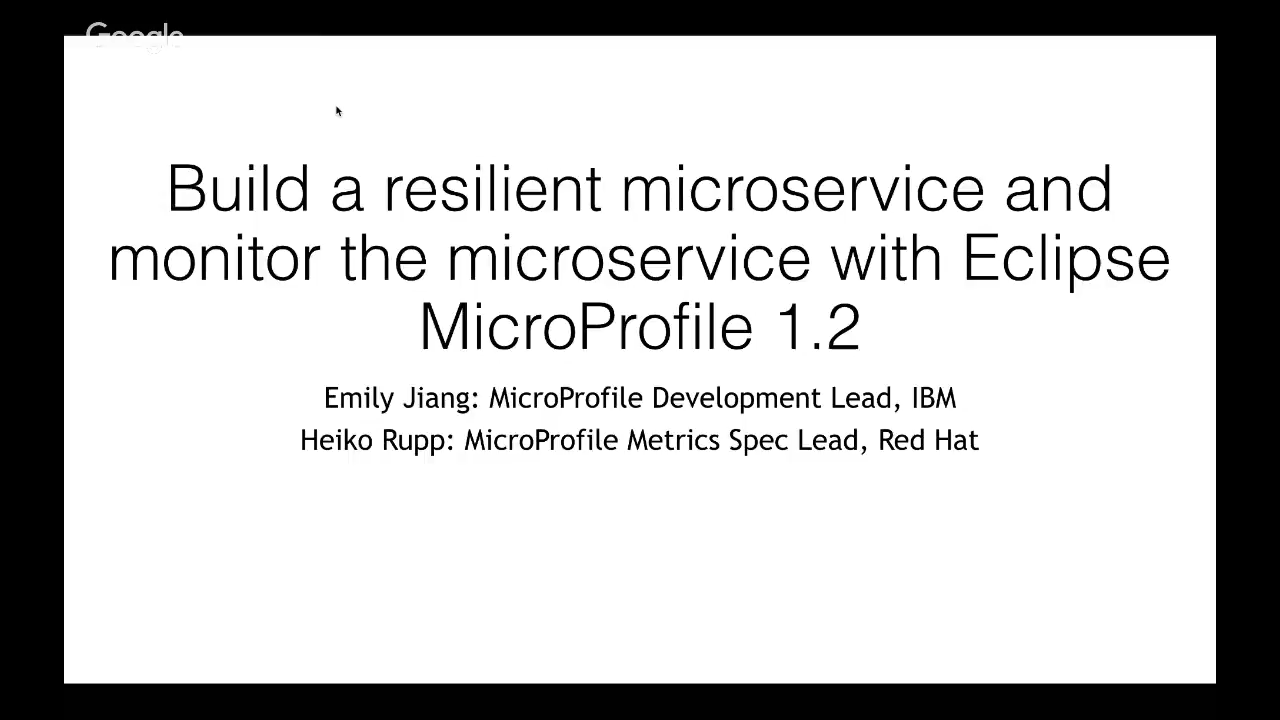 Google
Build a resilient microservice and
monitor the microservice with Eclipse
MicroProfile 1.2
Emily Jiang: MicroProfile Development Lead, IBM
Heiko Rupp: MicroProfile Metrics Spec Lead, Red Hat